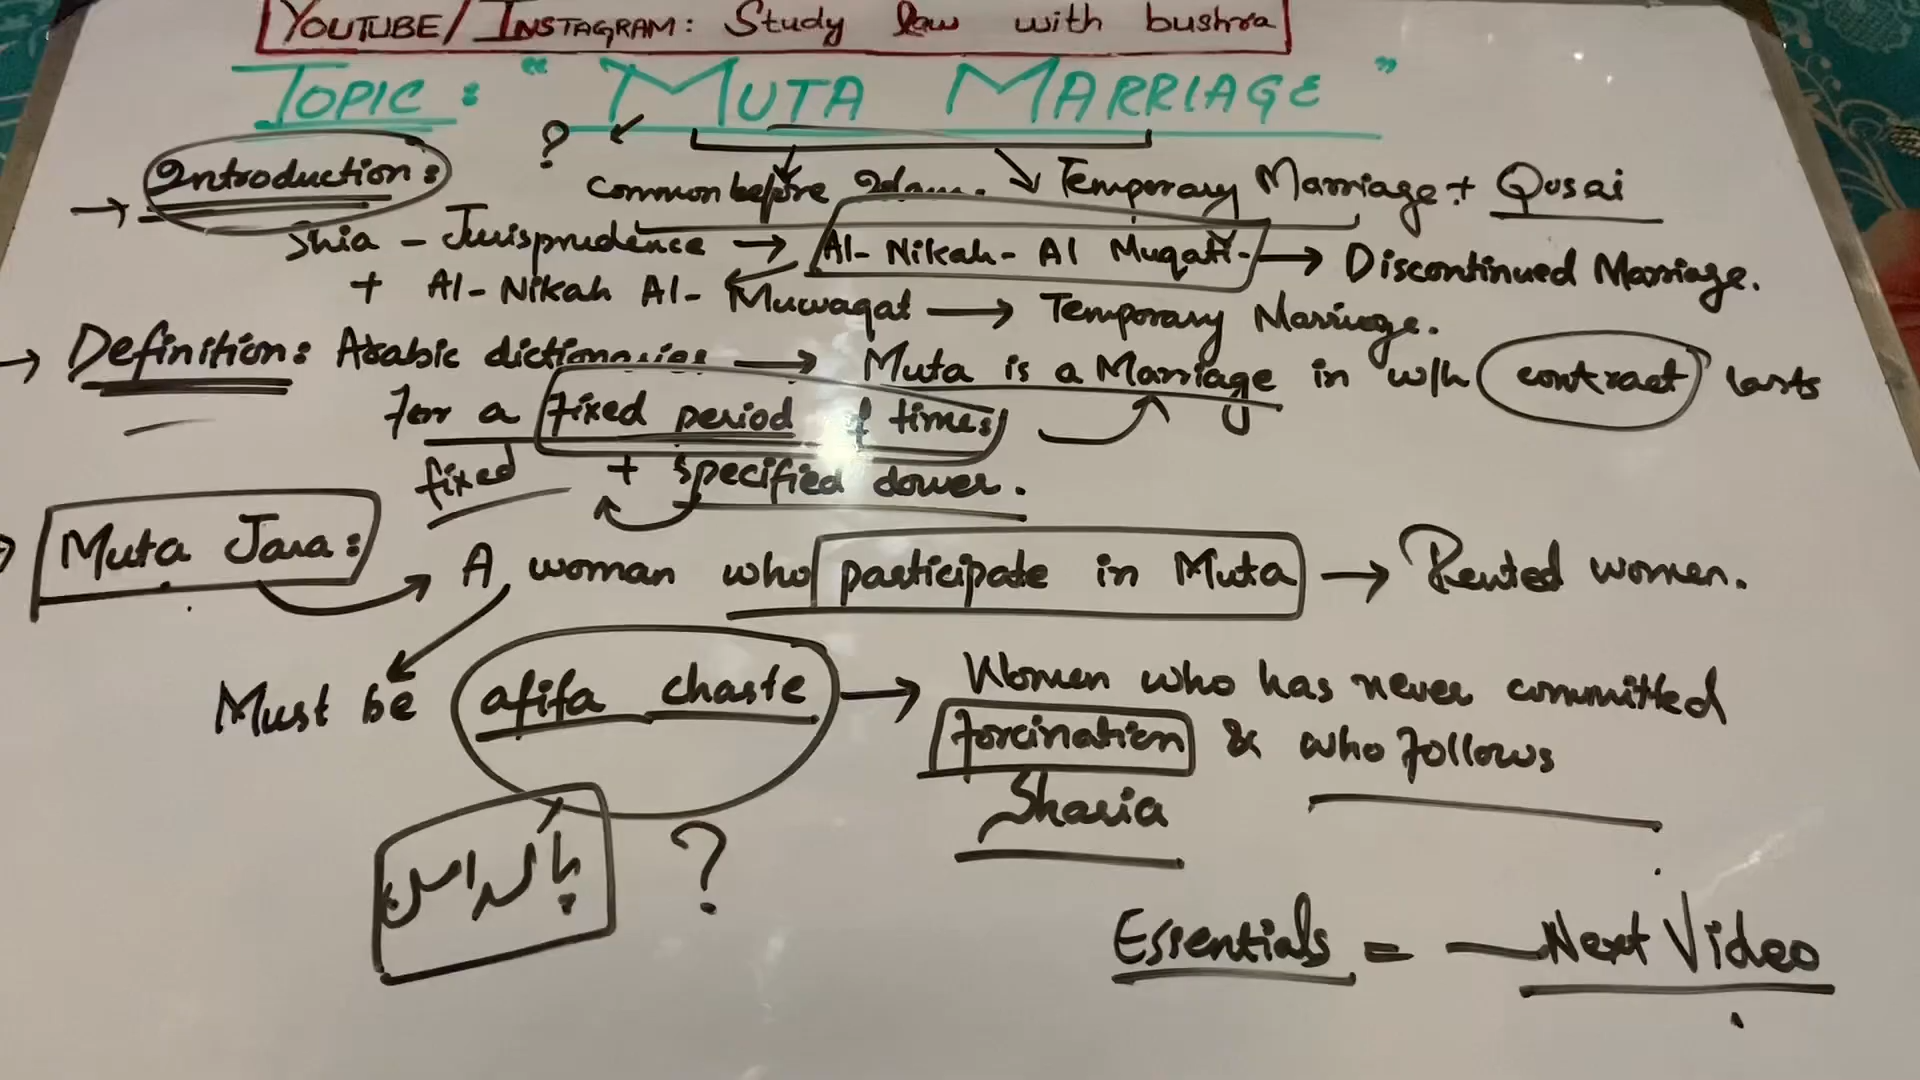 YOUTUBE/INSTAGRAM: Study law with bushra
TOPIC: "MUTA MARRIAGE"
?
Introduction: common before Islam. Temporary Marriage + Qusai
Shia - Jurisprudence → Al-Nikah-Al Muqati- → Discontinued Marriage.
+ Al-Nikah Al-Muwaqat → Temporary Marriage.
→ Definition: Arabic dictionaries → Muta is a Marriage in w/h contract lasts
for a fixed period of times
fixed + specified dower.
Muta Jara: → A woman who participate in Muta → Rented women.
Must be afifa chaste → Women who has never committed
forcination & who follows
Sharia
?
Essentials = — Next Video